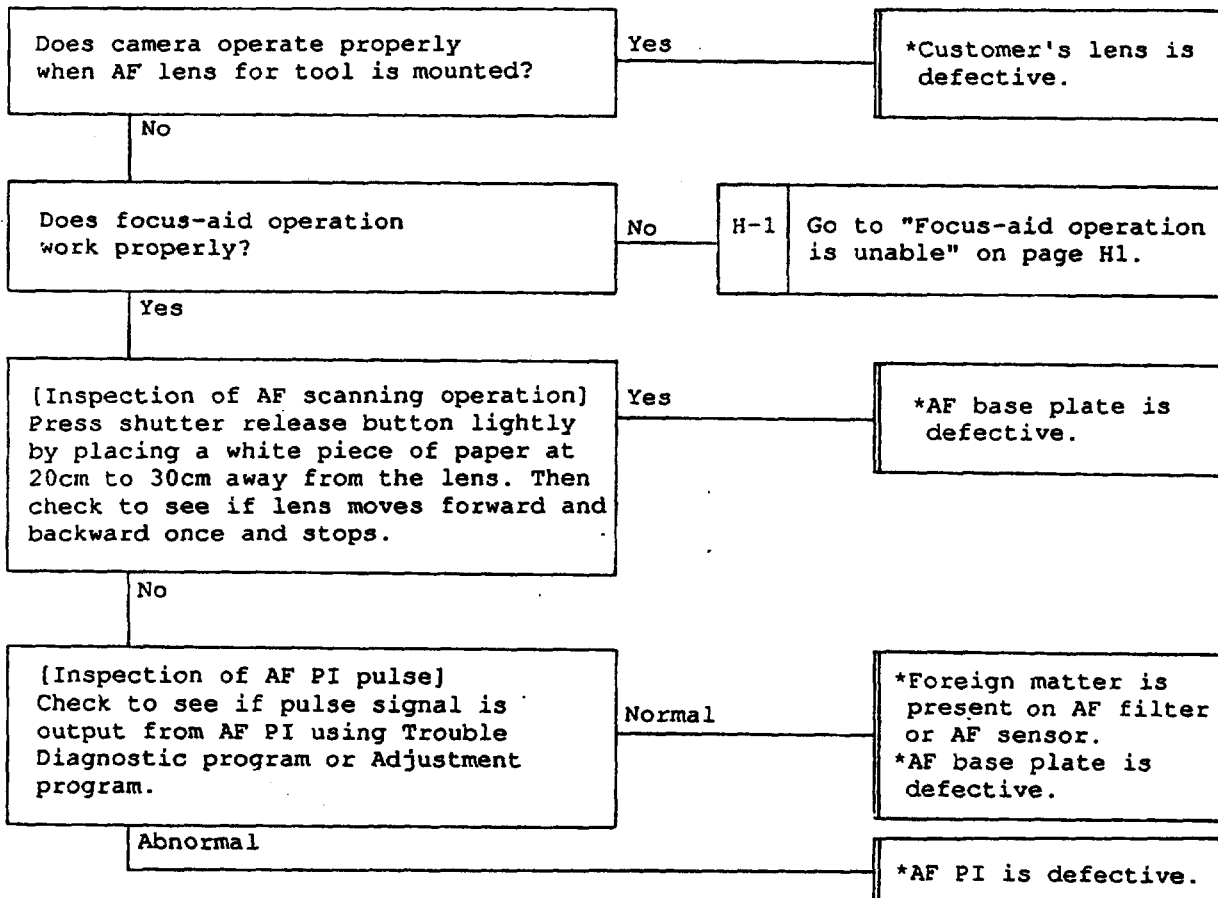 Does camera operate properly
when AF lens for tool is mounted?
Yes
*Customer's lens is
defective.
No
Does focus-aid operation
work properly?
No
H-1
Go to "Focus-aid operation
is unable" on page H1.
Yes
[Inspection of AF scanning operation]
Press shutter release button lightly
by placing a white piece of paper at
20cm to 30cm away from the lens. Then
check to see if lens moves forward and
backward once and stops.
Yes
*AF base plate is
defective.
No
[Inspection of AF PI pulse]
Check to see if pulse signal is
output from AF PI using Trouble
Diagnostic program or Adjustment
program.
Normal
*Foreign matter is
present on AF filter
or AF sensor.
*AF base plate is
defective.
Abnormal
*AF PI is defective.